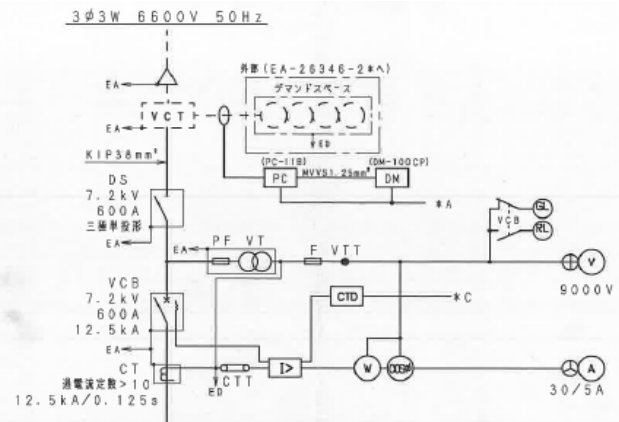 3φ3W 6600V 50Hz
EA
外部(EA-26346-2*へ)
デマンドスペース
VCT
EA
ED
KIP38mm²
(PC-11B)
(DM-100CP)
PC
MVVS1.25mm²
DM
DS
7.2kV
600A
三極単投形
*A
GL
VCB
RL
EA
EA
PF VT
F VTT
V
9000V
VCB
7.2kV
600A
12.5kA
CTD
*C
EA
CT
過電流定数>10
12.5kA/0.125s
CTT
ED
I>
W
COSφ
A
30/5A